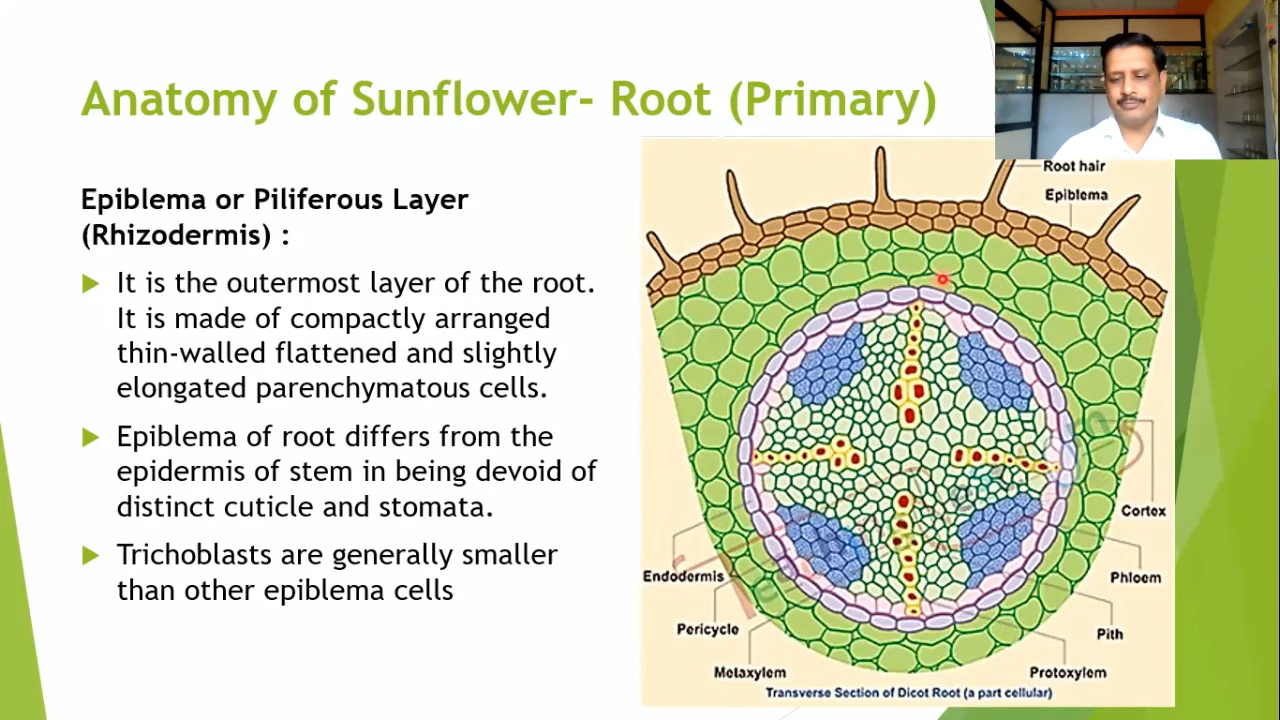 Anatomy of Sunflower- Root (Primary)
Epiblema or Piliferous Layer
(Rhizodermis) :
It is the outermost layer of the root.
It is made of compactly arranged
thin-walled flattened and slightly
elongated parenchymatous cells.
Epiblema of root differs from the
epidermis of stem in being devoid of
distinct cuticle and stomata.
Trichoblasts are generally smaller
than other epiblema cells
Root hair
Epiblema
Cortex
Endodermis
Phloem
Pericycle
Pith
Metaxylem
Protoxylem
Transverse Section of Dicot Root (a part cellular)